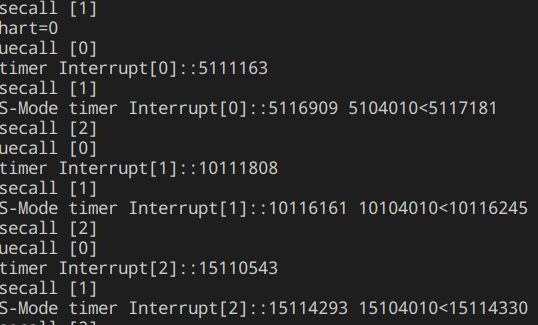 secall [1]
hart=0
uecall [0]
timer Interrupt[0]::5111163
secall [1]
S-Mode timer Interrupt[0]::5116909 5104010<5117181
secall [2]
uecall [0]
timer Interrupt[1]::10111808
secall [1]
S-Mode timer Interrupt[1]::10116161 10104010<10116245
secall [2]
uecall [0]
timer Interrupt[2]::15110543
secall [1]
S-Mode timer Interrupt[2]::15114293 15104010<15114330
secall [2]